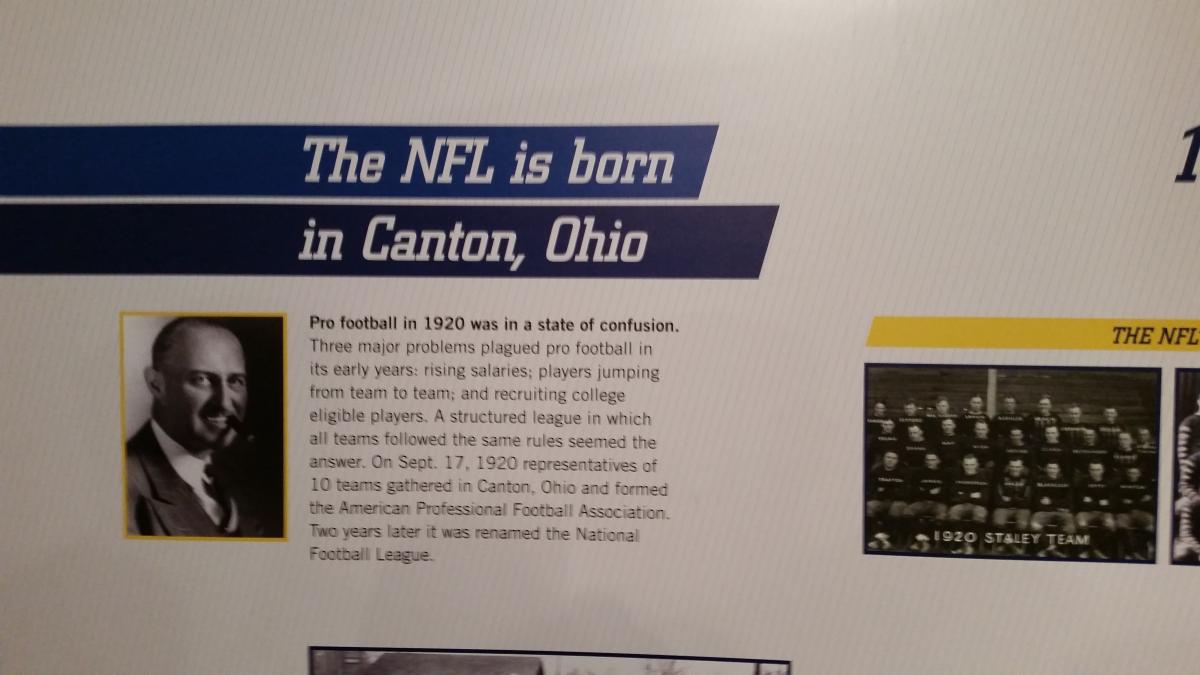 The NFL is born
in Canton, Ohio
Pro football in 1920 was in a state of confusion.
Three major problems plagued pro football in
its early years: rising salaries; players jumping
from team to team; and recruiting college
eligible players. A structured league in which
all teams followed the same rules seemed the
answer. On Sept. 17, 1920 representatives of
10 teams gathered in Canton, Ohio and formed
the American Professional Football Association.
Two years later it was renamed the National
Football League.
1
THE NFL
1920 STALEY TEAM